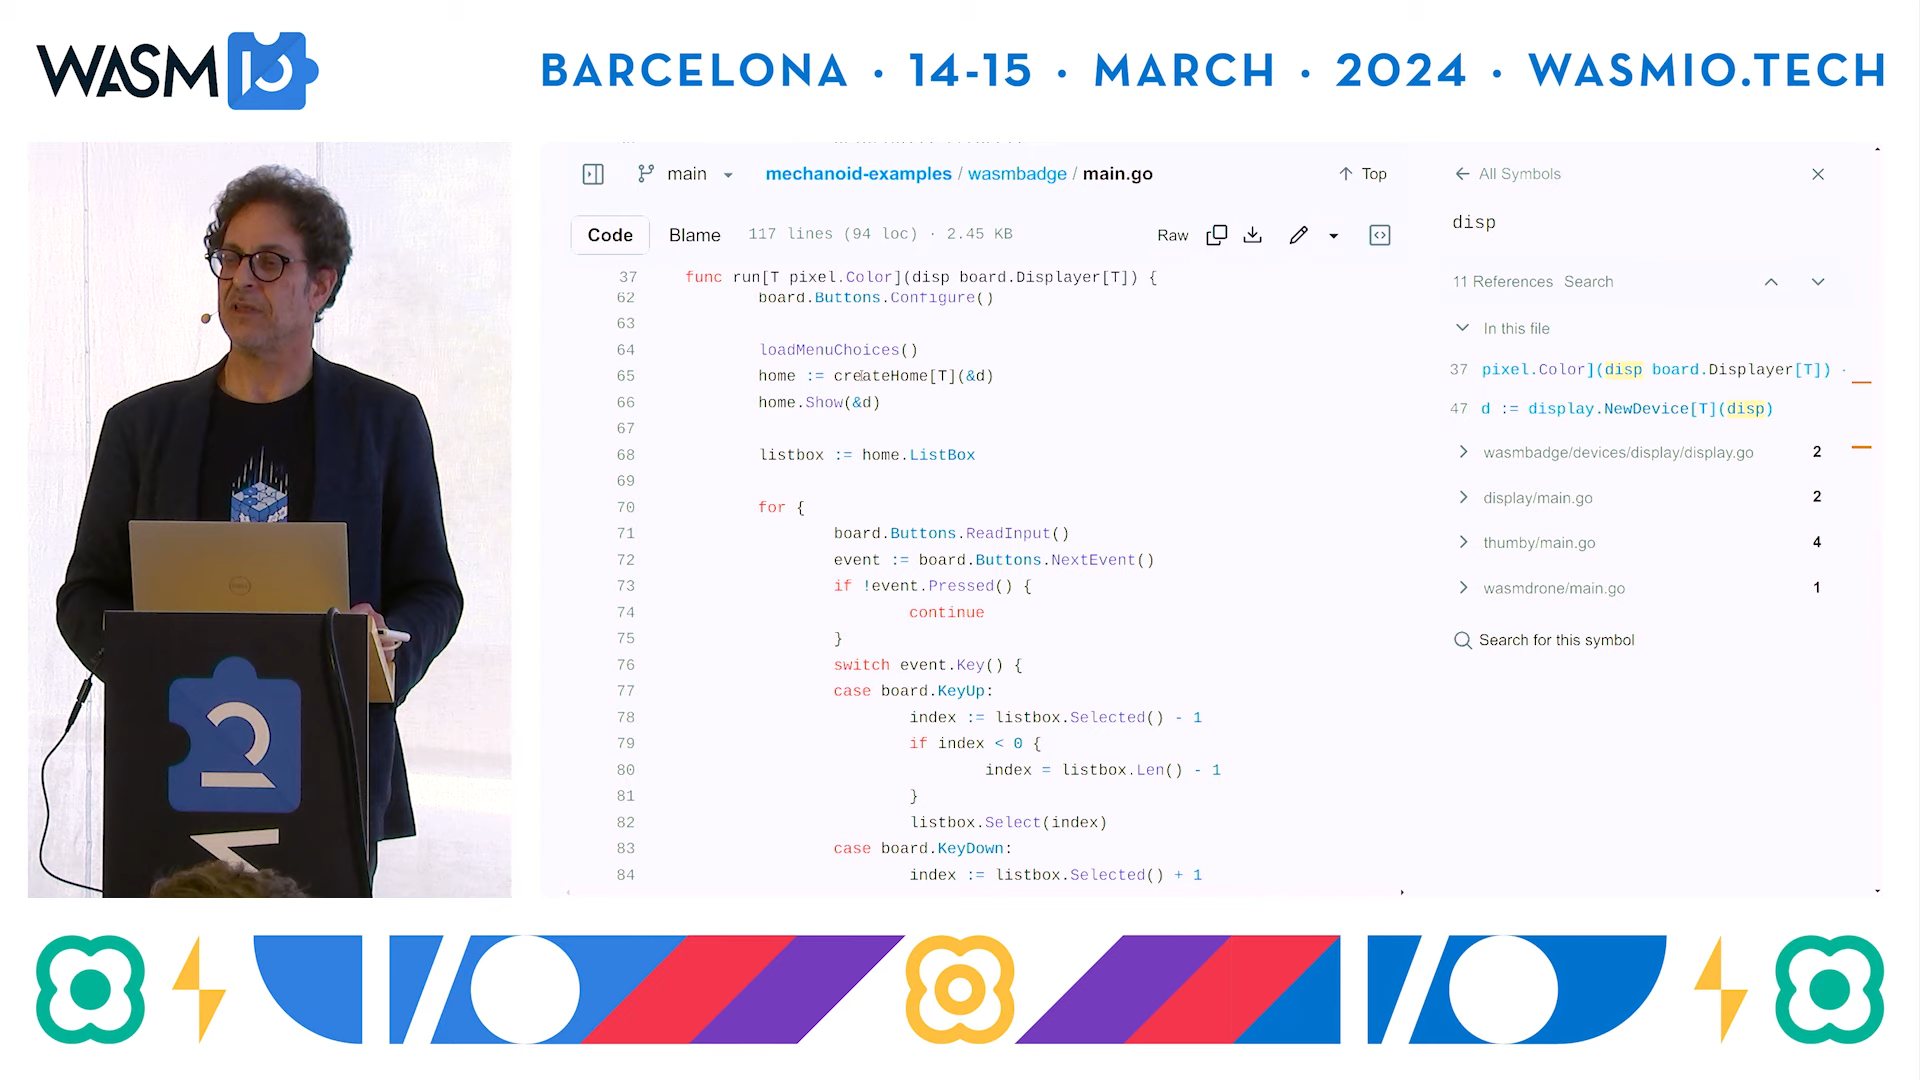 WASM IO
BARCELONA · 14-15 · MARCH · 2024 · WASMIO.TECH
main
mechanoid-examples / wasmbadge / main.go
Top
Code
Blame
117 lines (94 loc) · 2.45 KB
Raw
37 func run[T pixel.Color](disp board.Displayer[T]) {
62 board.Buttons.Configure()
63
64 loadMenuChoices()
65 home := createHome[T](&d)
66 home.Show(&d)
67
68 listbox := home.ListBox
69
70 for {
71 board.Buttons.ReadInput()
72 event := board.Buttons.NextEvent()
73 if !event.Pressed() {
74 continue
75 }
76 switch event.Key() {
77 case board.KeyUp:
78 index := listbox.Selected() - 1
79 if index < 0 {
80 index = listbox.Len() - 1
81 }
82 listbox.Select(index)
83 case board.KeyDown:
84 index := listbox.Selected() + 1
All Symbols
disp
11 References Search
In this file
37 pixel.Color](disp board.Displayer[T])
47 d := display.NewDevice[T](disp)
wasmbadge/devices/display/display.go 2
display/main.go 2
thumby/main.go 4
wasmdrone/main.go 1
Search for this symbol
DELL
IO
M